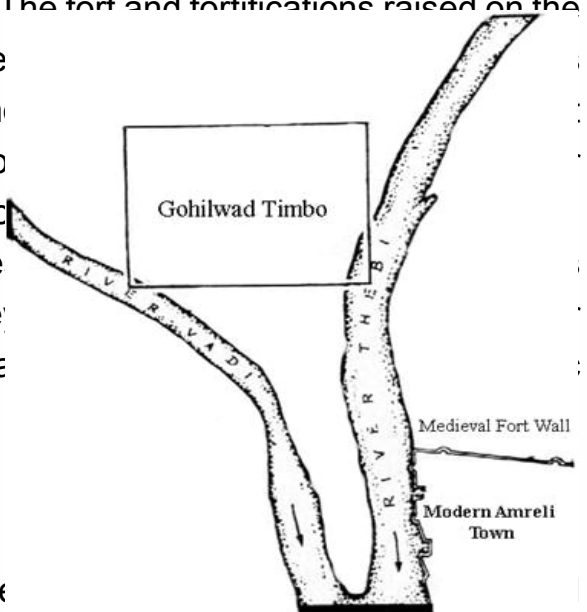 The fort and fortifications raised on the
Gohilwad Timbo
RIVER VADI
RIVER THEBI
Medieval Fort Wall
Modern Amreli
Town